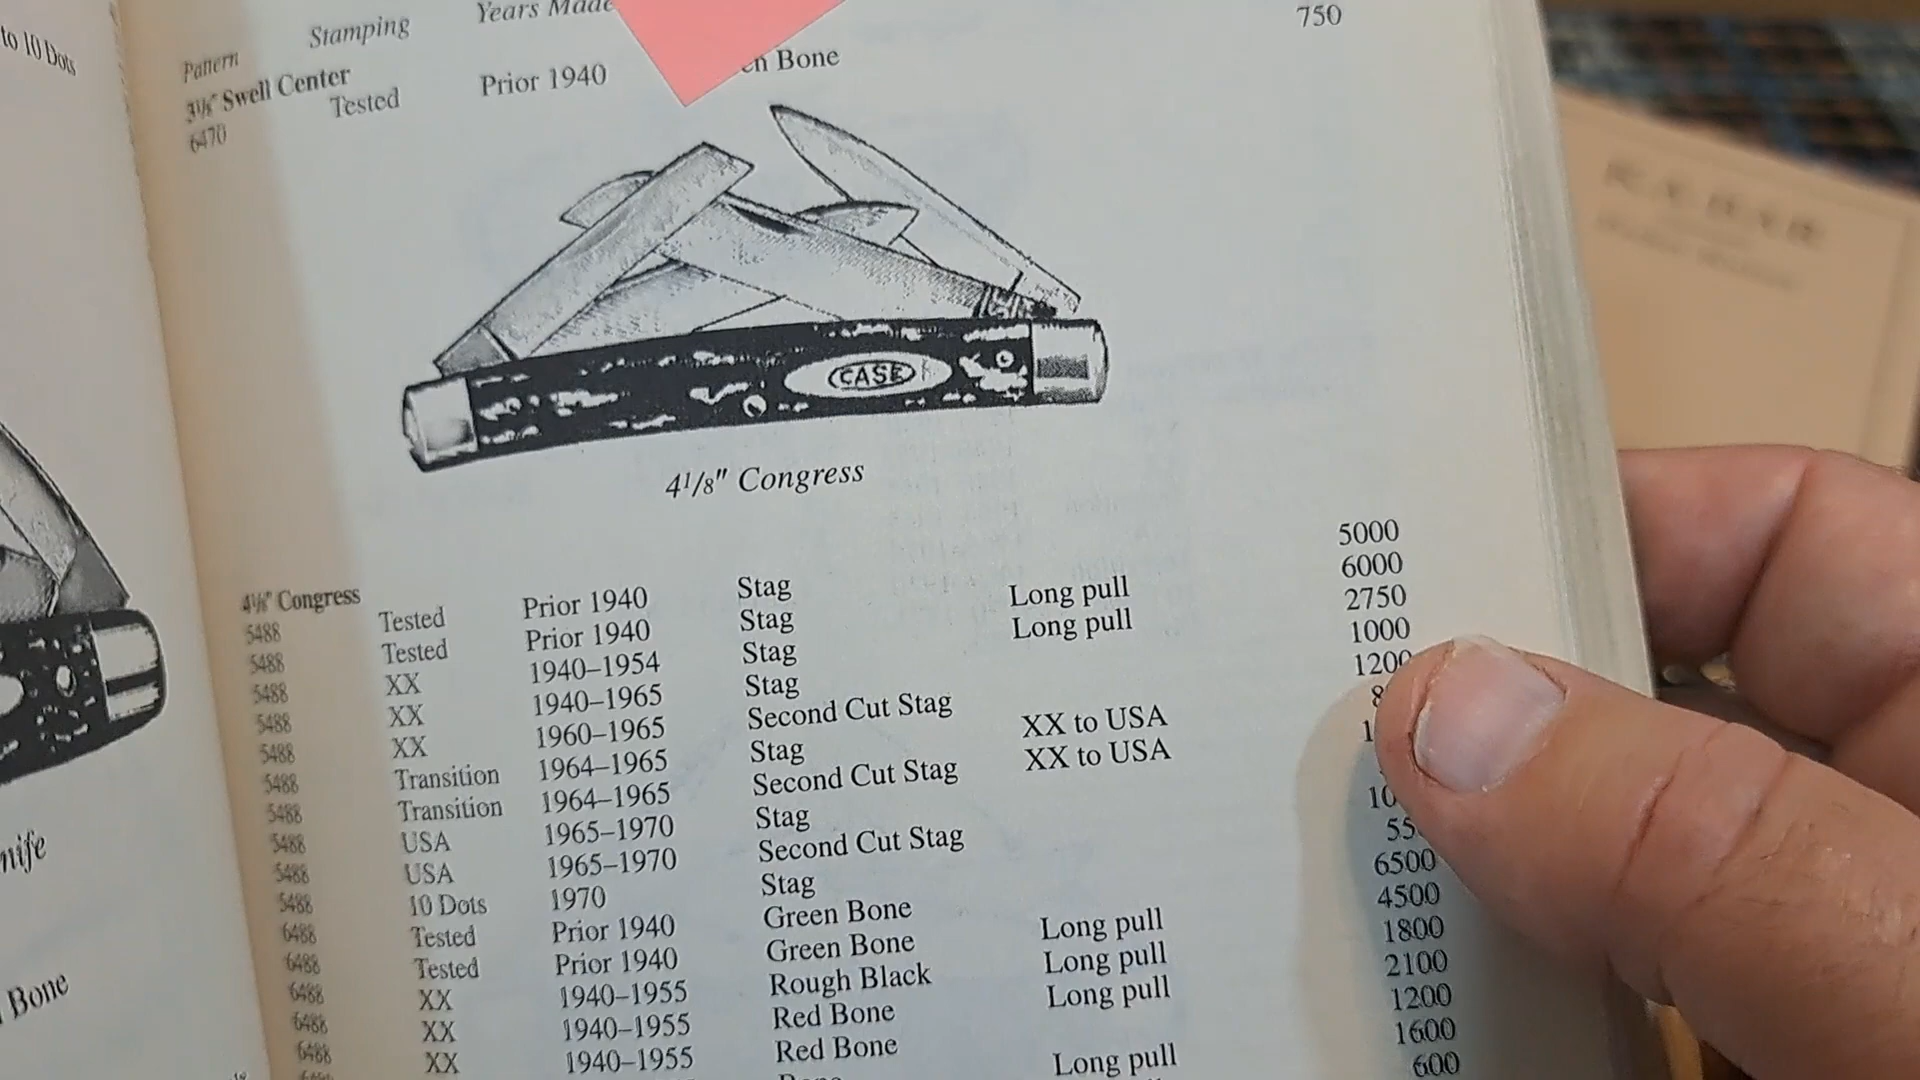 to 10 Dots
nife
Bone
Pattern Stamping Years Made
3⅛" Swell Center
6470 Tested Prior 1940 Bone 750
CASE
4 1/8" Congress
4⅛" Congress
5488 Tested Prior 1940 Stag 5000
5488 Tested Prior 1940 Stag Long pull 6000
5488 XX 1940–1954 Stag Long pull 2750
5488 XX 1940–1965 Stag 1000
5488 XX 1960–1965 Second Cut Stag 1200
5488 Transition 1964–1965 Stag XX to USA
5488 Transition 1964–1965 Second Cut Stag XX to USA
5488 USA 1965–1970 Stag
5488 USA 1965–1970 Second Cut Stag
5488 10 Dots 1970 Stag
6488 Tested Prior 1940 Green Bone 6500
6488 Tested Prior 1940 Green Bone Long pull 4500
6488 XX 1940–1955 Rough Black Long pull 1800
6488 XX 1940–1955 Red Bone Long pull 2100
6488 XX 1940–1955 Red Bone 1200
Long pull 1600
600